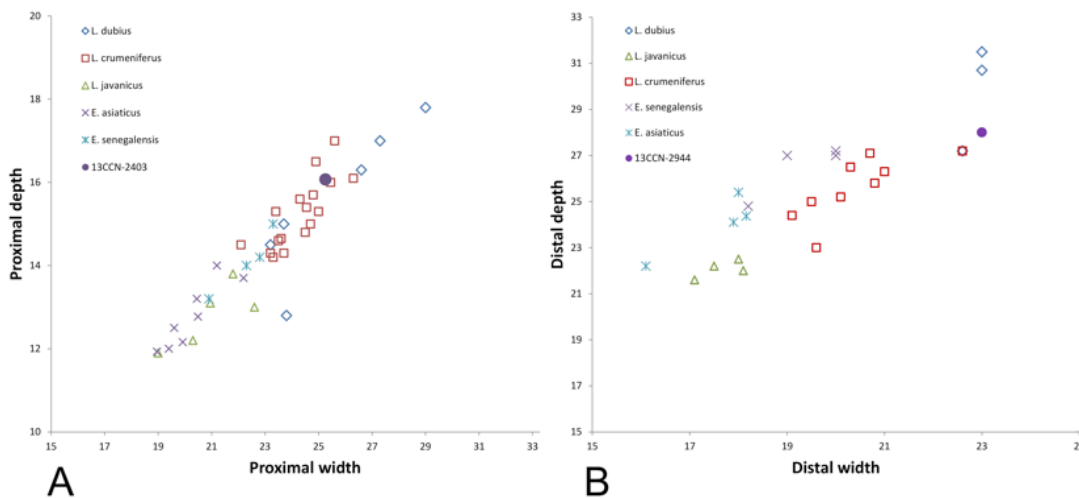 20
18
16
14
12
10
Proximal depth
L. dubius
L. crumeniferus
L. javanicus
E. asiaticus
E. senegalensis
13CCN-2403
15 17 19 21 23 25 27 29 31 33
Proximal width
A
33
31
29
27
25
23
21
19
17
15
Distal depth
L. dubius
L. javanicus
L. crumeniferus
E. senegalensis
E. asiaticus
13CCN-2944
15 17 19 21 23
Distal width
B